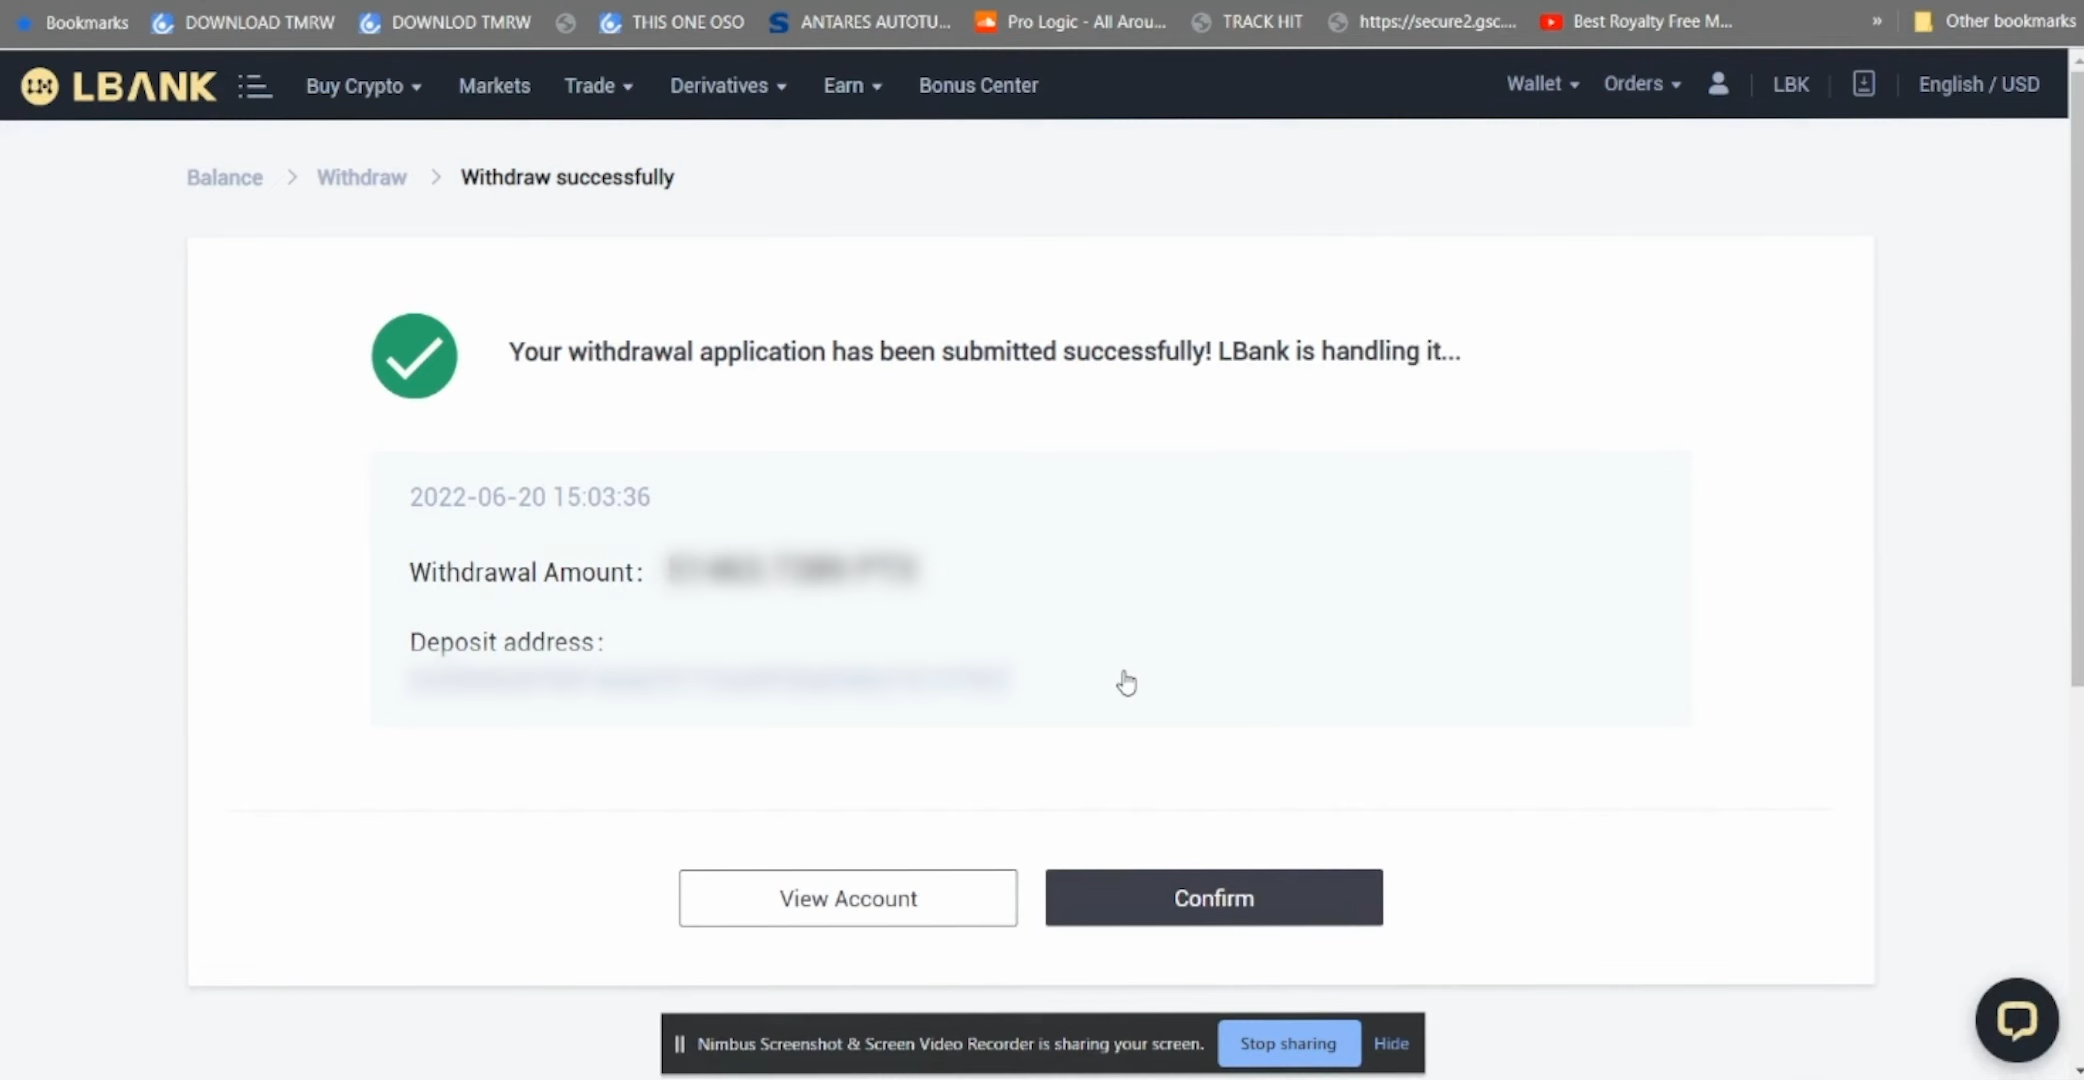 Bookmarks DOWNLOAD TMRW DOWNLOD TMRW THIS ONE OSO ANTARES AUTOTU... Pro Logic - All Arou... TRACK HIT https://secure2.gsc.... Best Royalty Free M... » Other bookmarks
LBANK Buy Crypto Markets Trade Derivatives Earn Bonus Center Wallet Orders LBK English / USD
Balance > Withdraw > Withdraw successfully
Your withdrawal application has been submitted successfully! LBank is handling it...
2022-06-20 15:03:36
Withdrawal Amount:
Deposit address:
View Account Confirm
Nimbus Screenshot & Screen Video Recorder is sharing your screen. Stop sharing Hide